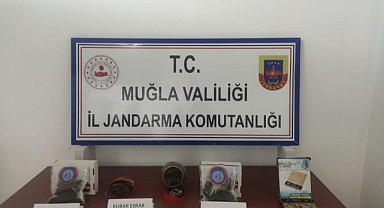 T.C.
MUĞLA VALİLİĞİ
İL JANDARMA KOMUTANLIĞI
KUBAR ESRAR